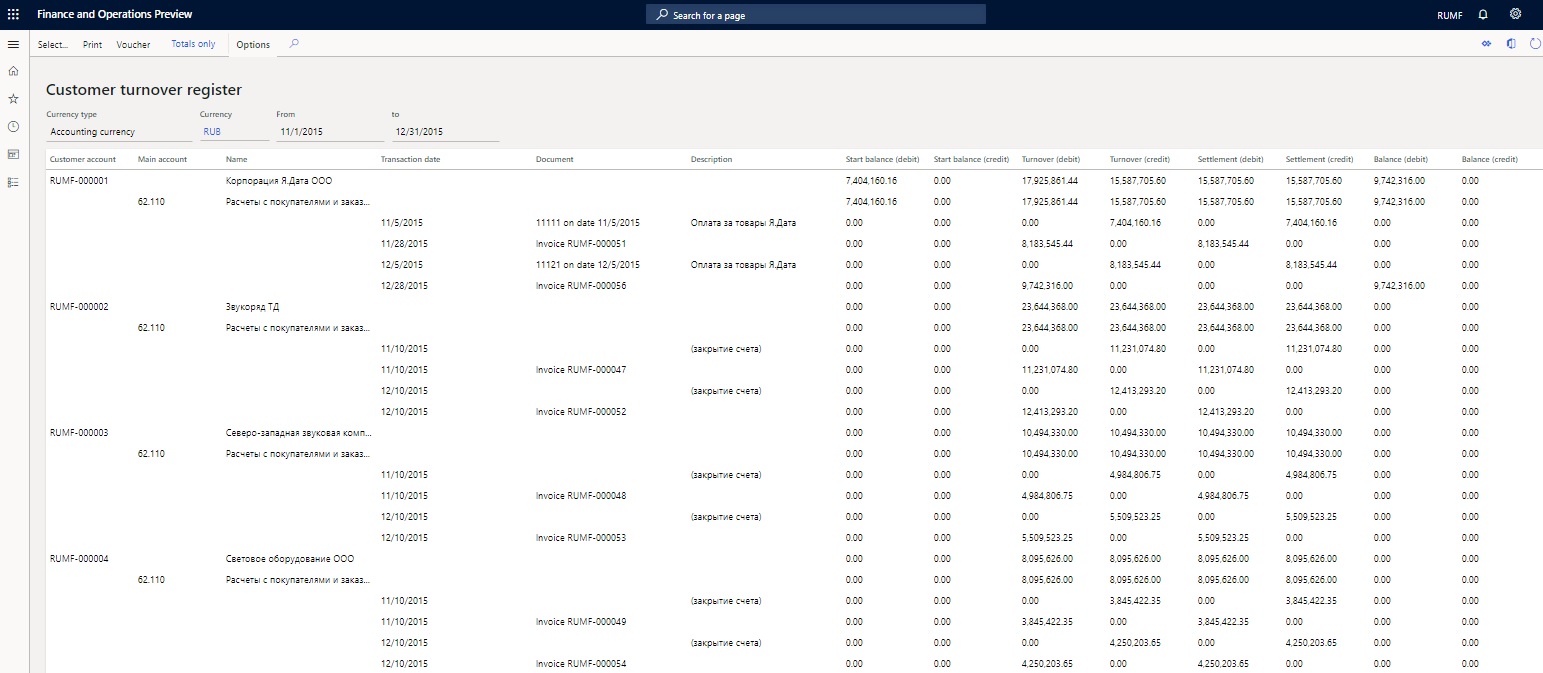 Finance and Operations Preview Search for a page RUMF
Select... Print Voucher Totals only Options
Customer turnover register
Currency type Currency From to
Accounting currency RUB 11/1/2015 12/31/2015
Customer account Main account Name Transaction date Document Description Start balance (debit) Start balance (credit) Turnover (debit) Turnover (credit) Settlement (debit) Settlement (credit) Balance (debit) Balance (credit)
RUMF-000001 Корпорация Я.Дата ООО 7,404,160.16 0.00 17,925,861.44 15,587,705.60 15,587,705.60 15,587,705.60 9,742,316.00 0.00
62.110 Расчеты с покупателями и заказ... 7,404,160.16 0.00 17,925,861.44 15,587,705.60 15,587,705.60 15,587,705.60 9,742,316.00 0.00
11/5/2015 11111 on date 11/5/2015 Оплата за товары Я.Дата 0.00 0.00 0.00 7,404,160.16 0.00 7,404,160.16 0.00 0.00
11/28/2015 Invoice RUMF-000051 0.00 0.00 8,183,545.44 0.00 8,183,545.44 0.00 0.00 0.00
12/5/2015 11121 on date 12/5/2015 Оплата за товары Я.Дата 0.00 0.00 0.00 8,183,545.44 0.00 8,183,545.44 0.00 0.00
12/28/2015 Invoice RUMF-000056 0.00 0.00 9,742,316.00 0.00 0.00 0.00 9,742,316.00 0.00
RUMF-000002 Звукоряд ТД 0.00 0.00 23,644,368.00 23,644,368.00 23,644,368.00 23,644,368.00 0.00 0.00
62.110 Расчеты с покупателями и заказ... 0.00 0.00 23,644,368.00 23,644,368.00 23,644,368.00 23,644,368.00 0.00 0.00
11/10/2015 (закрытие счета) 0.00 0.00 0.00 11,231,074.80 0.00 11,231,074.80 0.00 0.00
11/10/2015 Invoice RUMF-000047 0.00 0.00 11,231,074.80 0.00 11,231,074.80 0.00 0.00 0.00
12/10/2015 (закрытие счета) 0.00 0.00 0.00 12,413,293.20 0.00 12,413,293.20 0.00 0.00
12/10/2015 Invoice RUMF-000052 0.00 0.00 12,413,293.20 0.00 12,413,293.20 0.00 0.00 0.00
RUMF-000003 Северо-западная звуковая комп... 0.00 0.00 10,494,330.00 10,494,330.00 10,494,330.00 10,494,330.00 0.00 0.00
62.110 Расчеты с покупателями и заказ... 0.00 0.00 10,494,330.00 10,494,330.00 10,494,330.00 10,494,330.00 0.00 0.00
11/10/2015 (закрытие счета) 0.00 0.00 0.00 4,984,806.75 0.00 4,984,806.75 0.00 0.00
11/10/2015 Invoice RUMF-000048 0.00 0.00 4,984,806.75 0.00 4,984,806.75 0.00 0.00 0.00
12/10/2015 (закрытие счета) 0.00 0.00 0.00 5,509,523.25 0.00 5,509,523.25 0.00 0.00
12/10/2015 Invoice RUMF-000053 0.00 0.00 5,509,523.25 0.00 5,509,523.25 0.00 0.00 0.00
RUMF-000004 Световое оборудование ООО 0.00 0.00 8,095,626.00 8,095,626.00 8,095,626.00 8,095,626.00 0.00 0.00
62.110 Расчеты с покупателями и заказ... 0.00 0.00 8,095,626.00 8,095,626.00 8,095,626.00 8,095,626.00 0.00 0.00
11/10/2015 (закрытие счета) 0.00 0.00 0.00 3,845,422.35 0.00 3,845,422.35 0.00 0.00
11/10/2015 Invoice RUMF-000049 0.00 0.00 3,845,422.35 0.00 3,845,422.35 0.00 0.00 0.00
12/10/2015 (закрытие счета) 0.00 0.00 0.00 4,250,203.65 0.00 4,250,203.65 0.00 0.00
12/10/2015 Invoice RUMF-000054 0.00 0.00 4,250,203.65 0.00 4,250,203.65 0.00 0.00 0.00